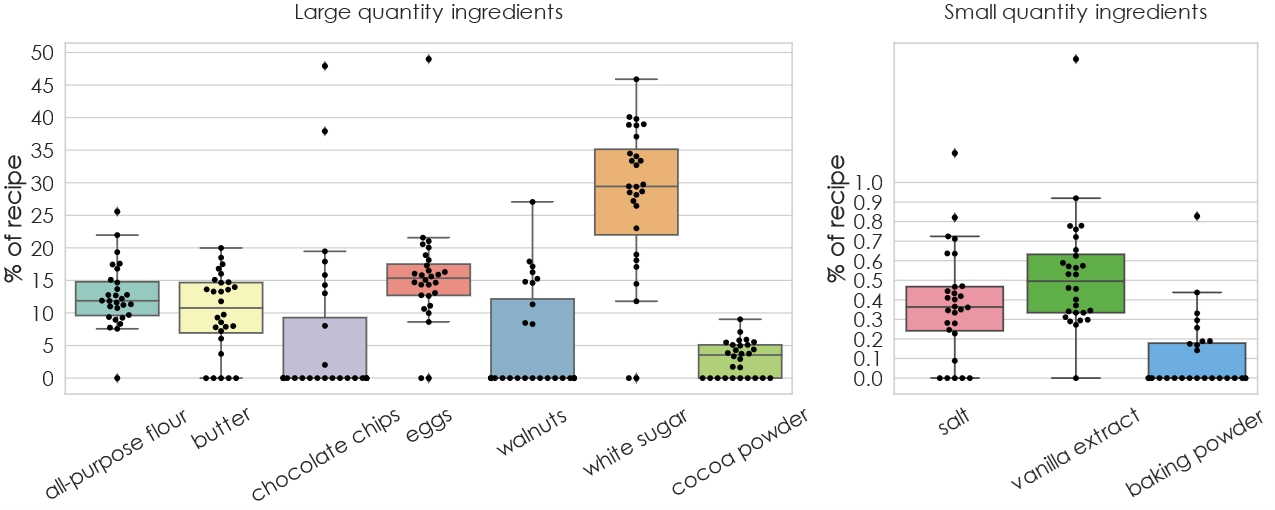 Large quantity ingredients
% of recipe
50
45
40
35
30
25
20
15
10
5
0
all-purpose flour
butter
chocolate chips
eggs
walnuts
white sugar
cocoa powder
Small quantity ingredients
% of recipe
1.0
0.9
0.8
0.7
0.6
0.5
0.4
0.3
0.2
0.1
0.0
salt
vanilla extract
baking powder